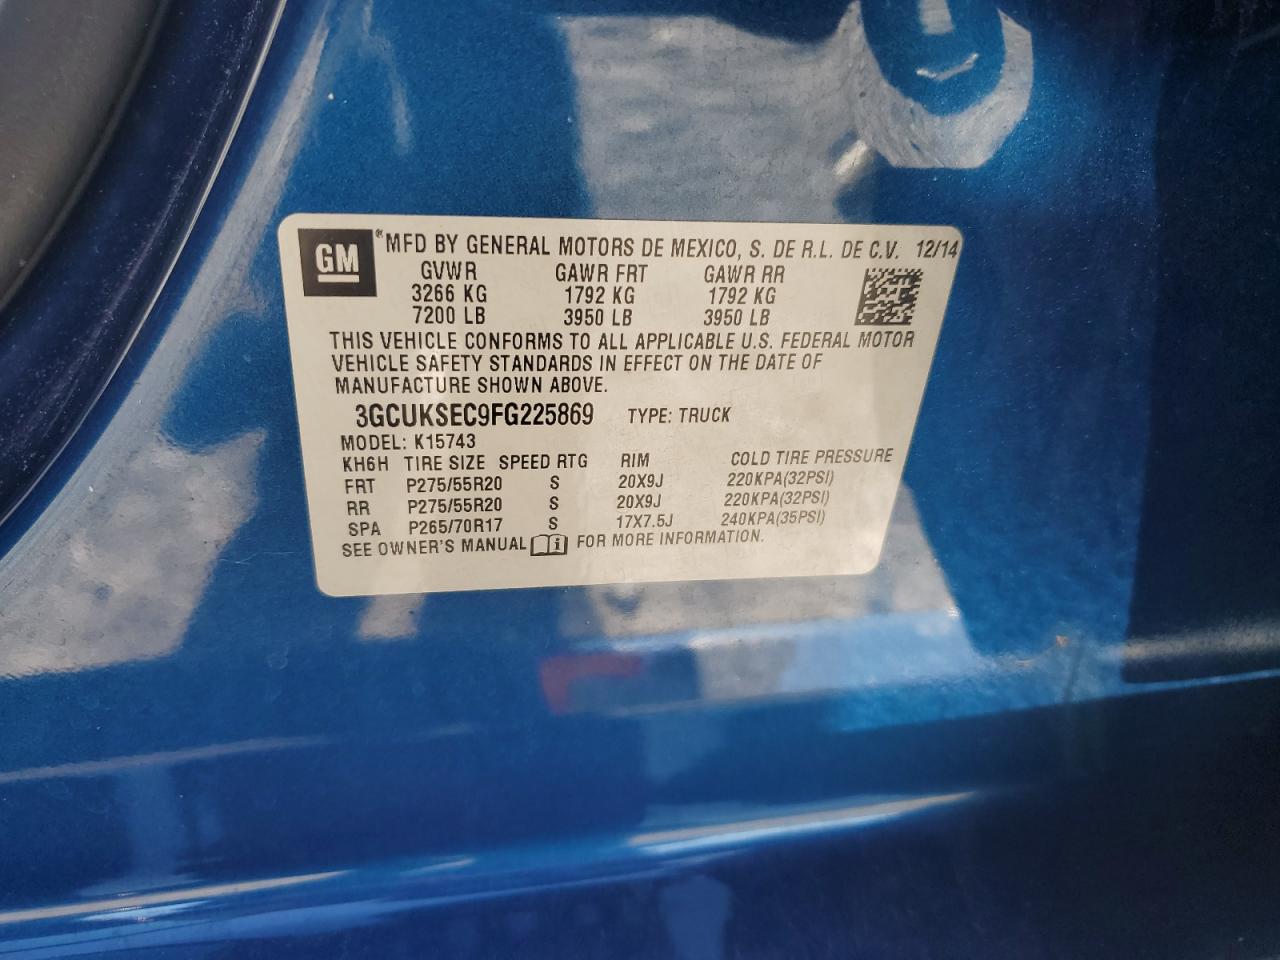 GM ® MFD BY GENERAL MOTORS DE MEXICO, S. DE R.L. DE C.V. 12/14
GVWR GAWR FRT GAWR RR
3266 KG 1792 KG 1792 KG
7200 LB 3950 LB 3950 LB
THIS VEHICLE CONFORMS TO ALL APPLICABLE U.S. FEDERAL MOTOR
VEHICLE SAFETY STANDARDS IN EFFECT ON THE DATE OF
MANUFACTURE SHOWN ABOVE.
3GCUKSEC9FG225869 TYPE: TRUCK
MODEL: K15743
KH6H TIRE SIZE SPEED RTG RIM COLD TIRE PRESSURE
FRT P275/55R20 S 20X9J 220KPA(32PSI)
RR P275/55R20 S 20X9J 220KPA(32PSI)
SPA P265/70R17 S 17X7.5J 240KPA(35PSI)
SEE OWNER'S MANUAL i FOR MORE INFORMATION.